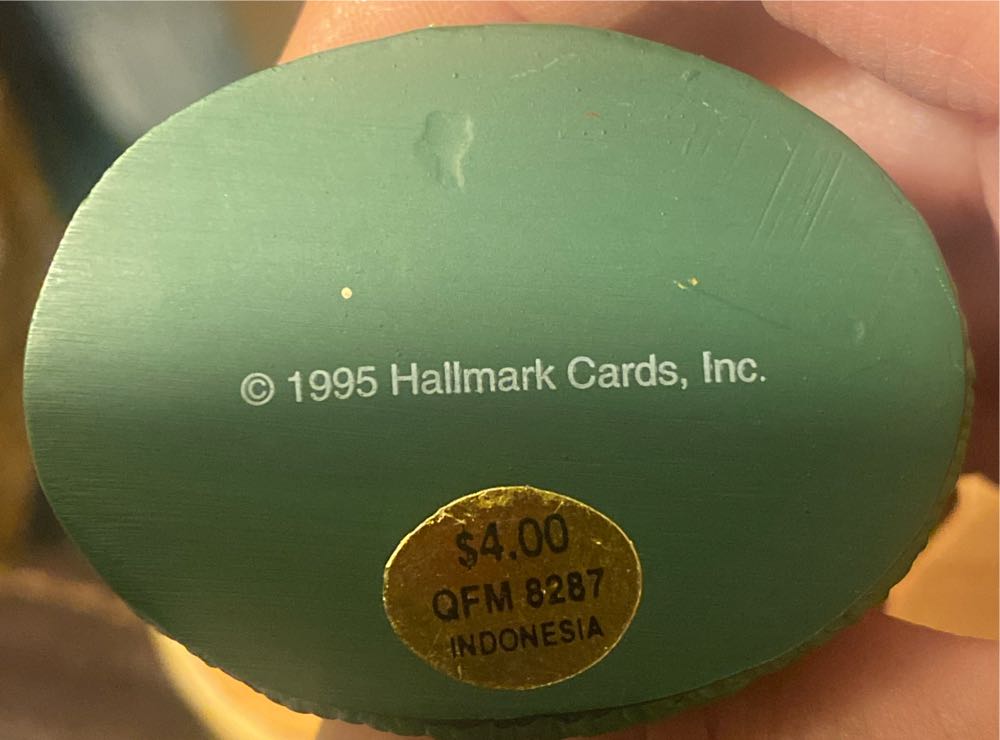 © 1995 Hallmark Cards, Inc.
$4.00
QFM 8287
INDONESIA